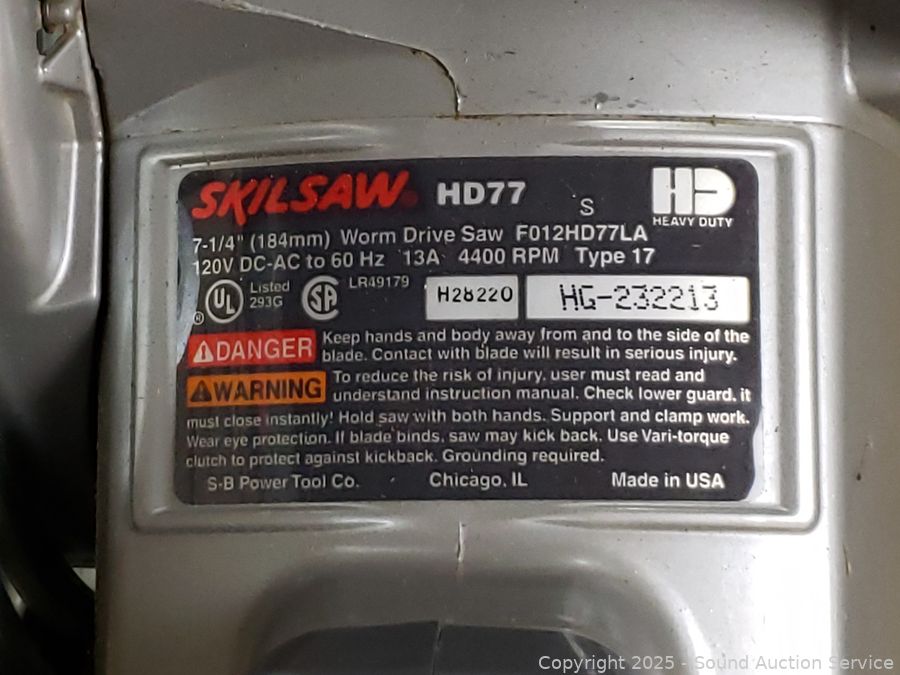 SKILSAW® HD77
S
HD
HEAVY DUTY
7-1/4" (184mm) Worm Drive Saw F012HD77LA
120V DC-AC to 60 Hz 13A 4400 RPM Type 17
UL ® Listed 293G
SA LR49179
H28220
HG-232213
DANGER Keep hands and body away from and to the side of the
blade. Contact with blade will result in serious injury.
WARNING To reduce the risk of injury, user must read and
understand instruction manual. Check lower guard, it
must close instantly! Hold saw with both hands. Support and clamp work.
Wear eye protection. If blade binds, saw may kick back. Use Vari-torque
clutch to protect against kickback. Grounding required.
S-B Power Tool Co. Chicago, IL Made in USA
Copyright 2025 - Sound Auction Service